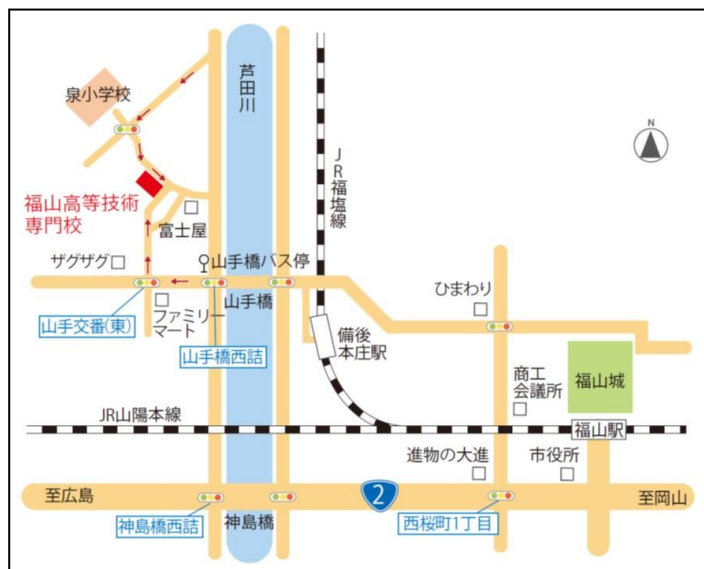 泉小学校
芦田川
N
JR福塩線
福山高等技術
専門校
富士屋
ザグザグ
山手橋バス停
ひまわり
山手橋
山手交番(東)
ファミリー
マート
山手橋西詰
備後
本庄駅
商工
会議所
福山城
JR山陽本線
福山駅
進物の大進
市役所
至広島
2
至岡山
神島橋西詰
神島橋
西桜町1丁目